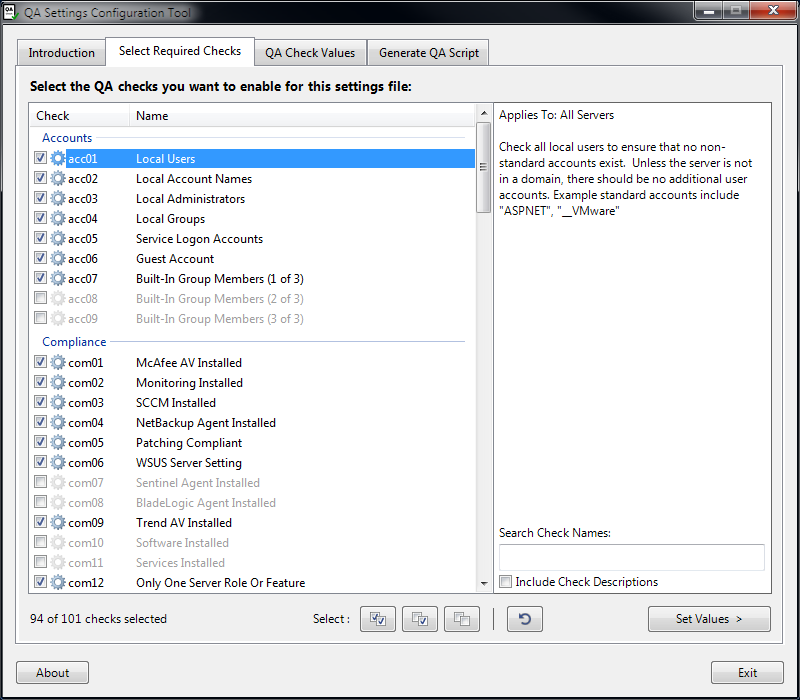 QA Settings Configuration Tool
Introduction
Select Required Checks
QA Check Values
Generate QA Script
Select the QA checks you want to enable for this settings file:
Check Name
Accounts
acc01 Local Users
acc02 Local Account Names
acc03 Local Administrators
acc04 Local Groups
acc05 Service Logon Accounts
acc06 Guest Account
acc07 Built-In Group Members (1 of 3)
acc08 Built-In Group Members (2 of 3)
acc09 Built-In Group Members (3 of 3)
Compliance
com01 McAfee AV Installed
com02 Monitoring Installed
com03 SCCM Installed
com04 NetBackup Agent Installed
com05 Patching Compliant
com06 WSUS Server Setting
com07 Sentinel Agent Installed
com08 BladeLogic Agent Installed
com09 Trend AV Installed
com10 Software Installed
com11 Services Installed
com12 Only One Server Role Or Feature
Applies To: All Servers
Check all local users to ensure that no non-
standard accounts exist.  Unless the server is not
in a domain, there should be no additional user
accounts. Example standard accounts include
"ASPNET", "__VMware"
Search Check Names:
Include Check Descriptions
94 of 101 checks selected
Select :
Set Values >
About
Exit